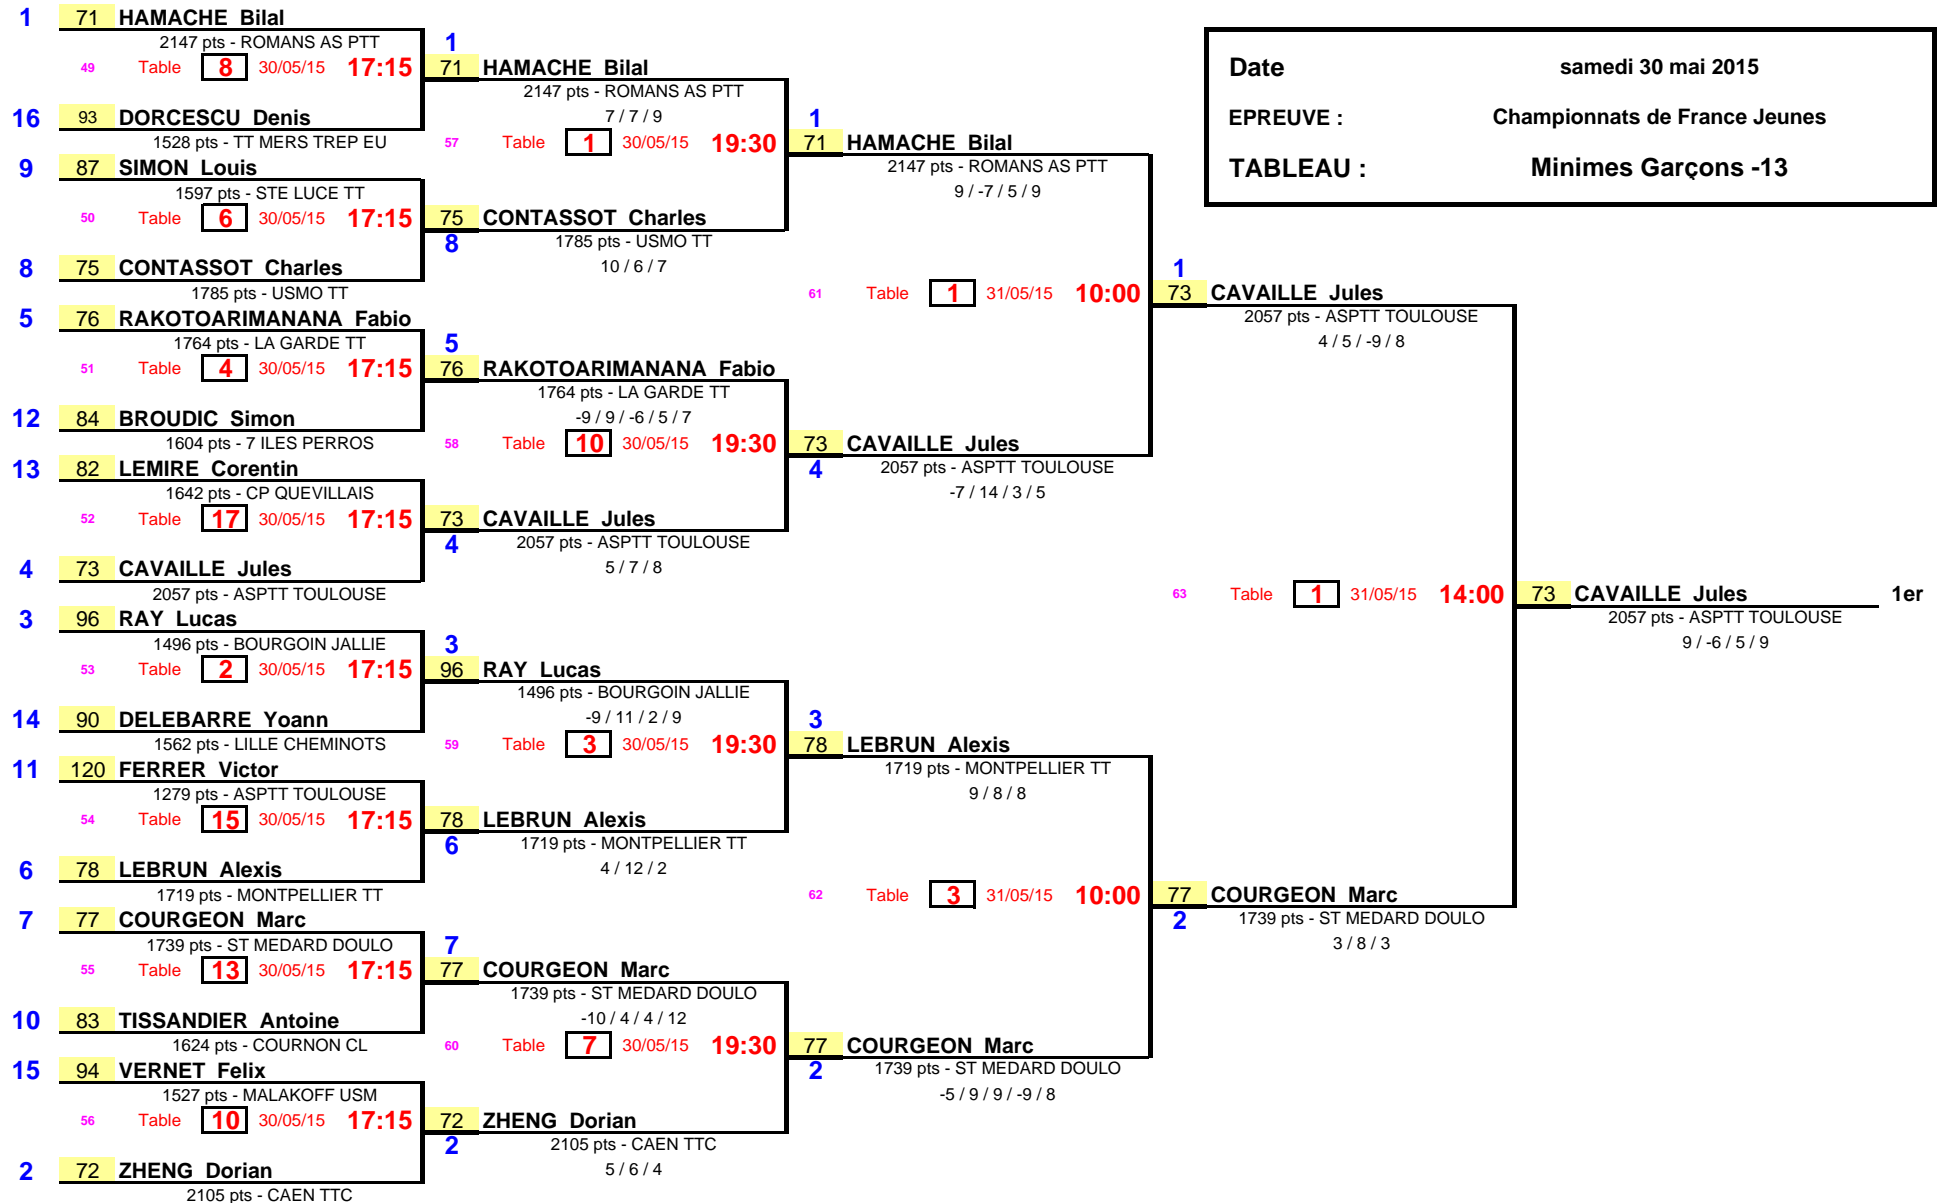 Date samedi 30 mai 2015
EPREUVE : Championnats de France Jeunes
TABLEAU : Minimes Garçons -13
1 71 HAMACHE Bilal
2147 pts - ROMANS AS PTT
49 Table 8 30/05/15 17:15
16 93 DORCESCU Denis
1528 pts - TT MERS TREP EU
9 87 SIMON Louis
1597 pts - STE LUCE TT
50 Table 6 30/05/15 17:15
8 75 CONTASSOT Charles
1785 pts - USMO TT
5 76 RAKOTOARIMANANA Fabio
1764 pts - LA GARDE TT
51 Table 4 30/05/15 17:15
12 84 BROUDIC Simon
1604 pts - 7 ILES PERROS
13 82 LEMIRE Corentin
1642 pts - CP QUEVILLAIS
52 Table 17 30/05/15 17:15
4 73 CAVAILLE Jules
2057 pts - ASPTT TOULOUSE
3 96 RAY Lucas
1496 pts - BOURGOIN JALLIE
53 Table 2 30/05/15 17:15
14 90 DELEBARRE Yoann
1562 pts - LILLE CHEMINOTS
11 120 FERRER Victor
1279 pts - ASPTT TOULOUSE
54 Table 15 30/05/15 17:15
6 78 LEBRUN Alexis
1719 pts - MONTPELLIER TT
7 77 COURGEON Marc
1739 pts - ST MEDARD DOULO
55 Table 13 30/05/15 17:15
10 83 TISSANDIER Antoine
1624 pts - COURNON CL
15 94 VERNET Felix
1527 pts - MALAKOFF USM
56 Table 10 30/05/15 17:15
2 72 ZHENG Dorian
2105 pts - CAEN TTC
1
71 HAMACHE Bilal
2147 pts - ROMANS AS PTT
7 / 7 / 9
57 Table 1 30/05/15 19:30
75 CONTASSOT Charles
8
1785 pts - USMO TT
10 / 6 / 7
5
76 RAKOTOARIMANANA Fabio
1764 pts - LA GARDE TT
-9 / 9 / -6 / 5 / 7
58 Table 10 30/05/15 19:30
73 CAVAILLE Jules
4
2057 pts - ASPTT TOULOUSE
5 / 7 / 8
3
96 RAY Lucas
1496 pts - BOURGOIN JALLIE
-9 / 11 / 2 / 9
59 Table 3 30/05/15 19:30
78 LEBRUN Alexis
6
1719 pts - MONTPELLIER TT
4 / 12 / 2
7
77 COURGEON Marc
1739 pts - ST MEDARD DOULO
-10 / 4 / 4 / 12
60 Table 7 30/05/15 19:30
72 ZHENG Dorian
2
2105 pts - CAEN TTC
5 / 6 / 4
1
71 HAMACHE Bilal
2147 pts - ROMANS AS PTT
9 / -7 / 5 / 9
61 Table 1 31/05/15 10:00
73 CAVAILLE Jules
4
2057 pts - ASPTT TOULOUSE
-7 / 14 / 3 / 5
3
78 LEBRUN Alexis
1719 pts - MONTPELLIER TT
9 / 8 / 8
62 Table 3 31/05/15 10:00
77 COURGEON Marc
2
1739 pts - ST MEDARD DOULO
-5 / 9 / 9 / -9 / 8
1
73 CAVAILLE Jules
2057 pts - ASPTT TOULOUSE
4 / 5 / -9 / 8
63 Table 1 31/05/15 14:00
77 COURGEON Marc
2
1739 pts - ST MEDARD DOULO
3 / 8 / 3
73 CAVAILLE Jules 1er
2057 pts - ASPTT TOULOUSE
9 / -6 / 5 / 9